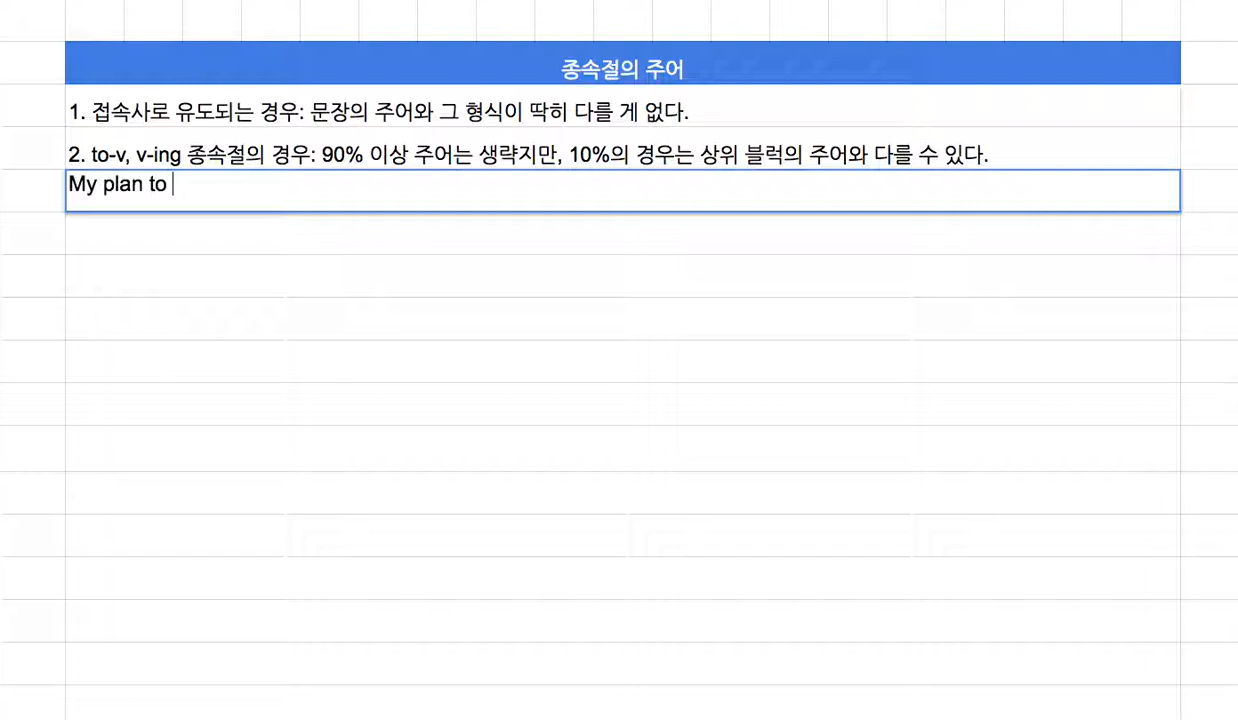 종속절의 주어
1. 접속사로 유도되는 경우: 문장의 주어와 그 형식이 딱히 다를 게 없다.
2. to-v, v-ing 종속절의 경우: 90% 이상 주어는 생략지만, 10%의 경우는 상위 블럭의 주어와 다를 수 있다.
My plan to